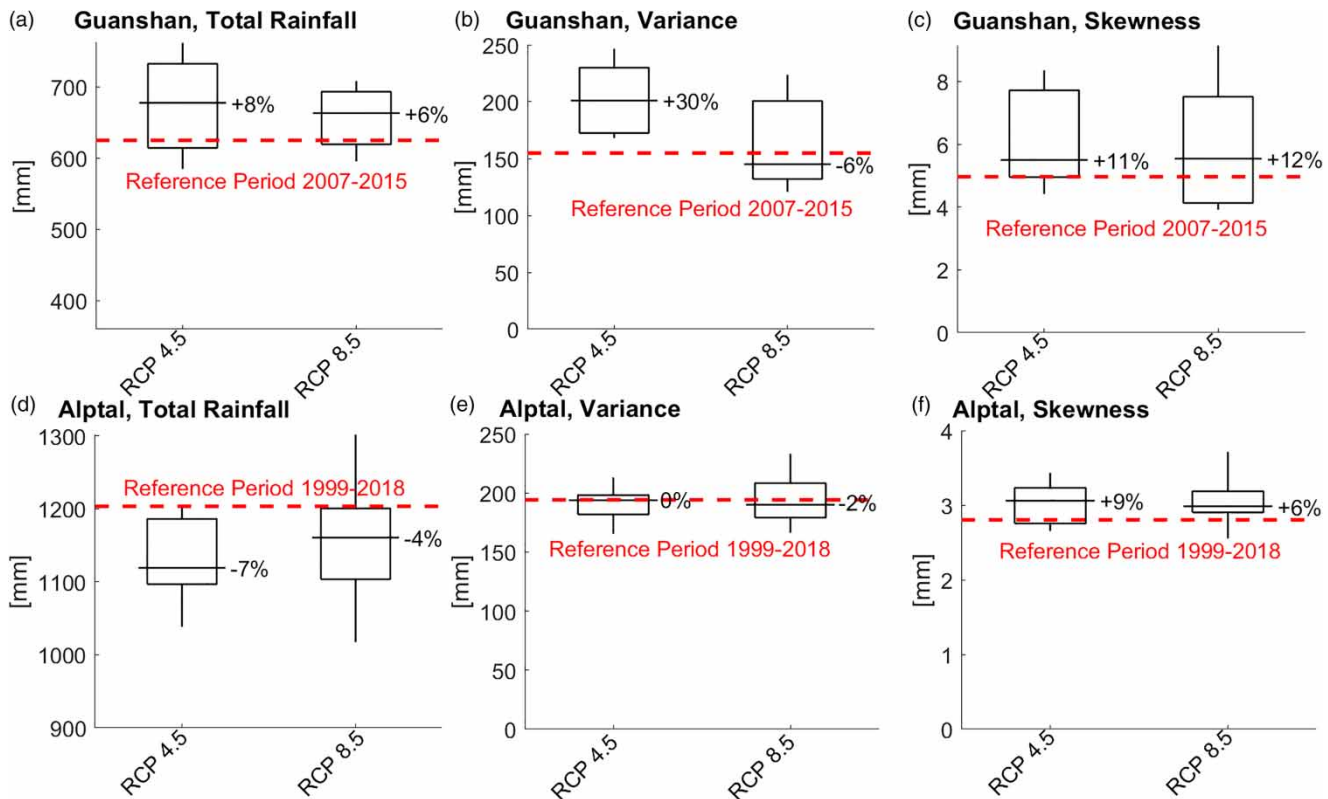 (a) Guanshan, Total Rainfall
700
600
500
400
[mm]
+8%
+6%
Reference Period 2007-2015
RCP 4.5
RCP 8.5
(b) Guanshan, Variance
250
200
150
100
50
0
[mm]
+30%
-6%
Reference Period 2007-2015
RCP 4.5
RCP 8.5
(c) Guanshan, Skewness
8
6
4
2
0
[mm]
+11%
+12%
Reference Period 2007-2015
RCP 4.5
RCP 8.5
(d) Alptal, Total Rainfall
1300
1200
1100
1000
900
[mm]
Reference Period 1999-2018
-7%
-4%
RCP 4.5
RCP 8.5
(e) Alptal, Variance
250
200
150
100
50
0
[mm]
0%
-2%
Reference Period 1999-2018
RCP 4.5
RCP 8.5
(f) Alptal, Skewness
4
3
2
1
0
[mm]
+9%
+6%
Reference Period 1999-2018
RCP 4.5
RCP 8.5